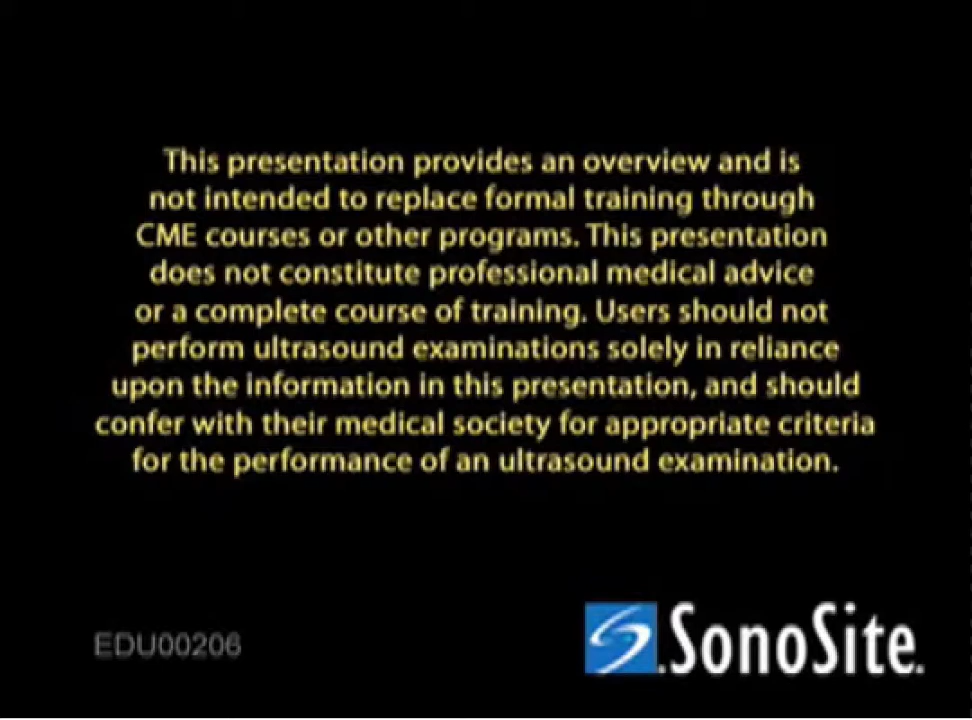 This presentation provides an overview and is
not intended to replace formal training through
CME courses or other programs. This presentation
does not constitute professional medical advice
or a complete course of training. Users should not
perform ultrasound examinations solely in reliance
upon the information in this presentation, and should
confer with their medical society for appropriate criteria
for the performance of an ultrasound examination.
EDU00206
SonoSite